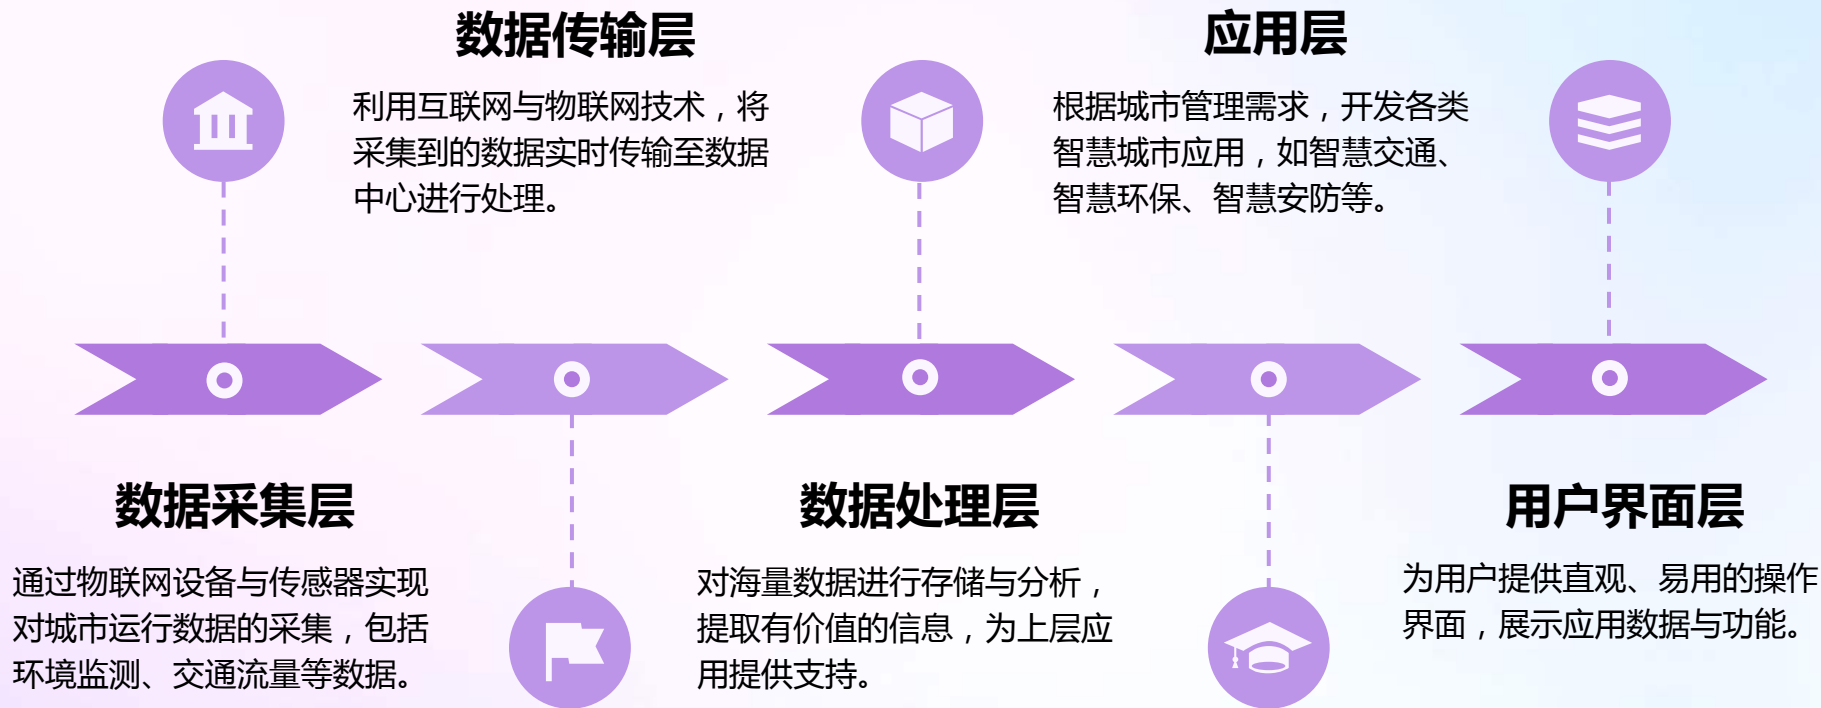 数据传输层
利用互联网与物联网技术，将
采集到的数据实时传输至数据
中心进行处理。
应用层
根据城市管理需求，开发各类
智慧城市应用，如智慧交通、
智慧环保、智慧安防等。
数据采集层
通过物联网设备与传感器实现
对城市运行数据的采集，包括
环境监测、交通流量等数据。
数据处理层
对海量数据进行存储与分析，
提取有价值的信息，为上层应
用提供支持。
用户界面层
为用户提供直观、易用的操作
界面，展示应用数据与功能。